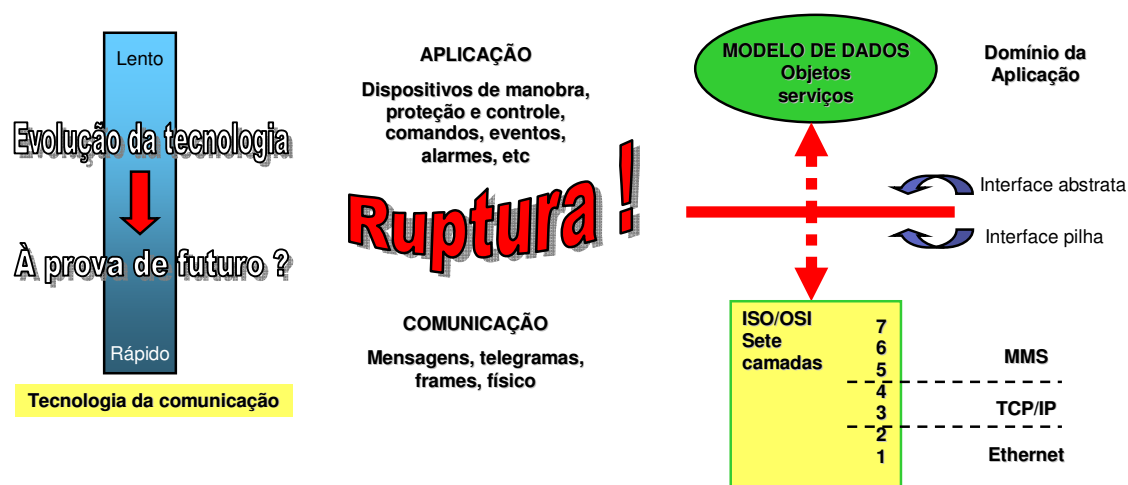 Lento
Evolução da tecnologia
À prova de futuro ?
Rápido
Tecnologia da comunicação
APLICAÇÃO
Dispositivos de manobra,
proteção e controle,
comandos, eventos,
alarmes, etc
Ruptura !
COMUNICAÇÃO
Mensagens, telegramas,
frames, físico
MODELO DE DADOS
Objetos
serviços
Domínio da
Aplicação
Interface abstrata
Interface pilha
ISO/OSI
Sete
camadas
7
6
5
4
3
2
1
MMS
TCP/IP
Ethernet